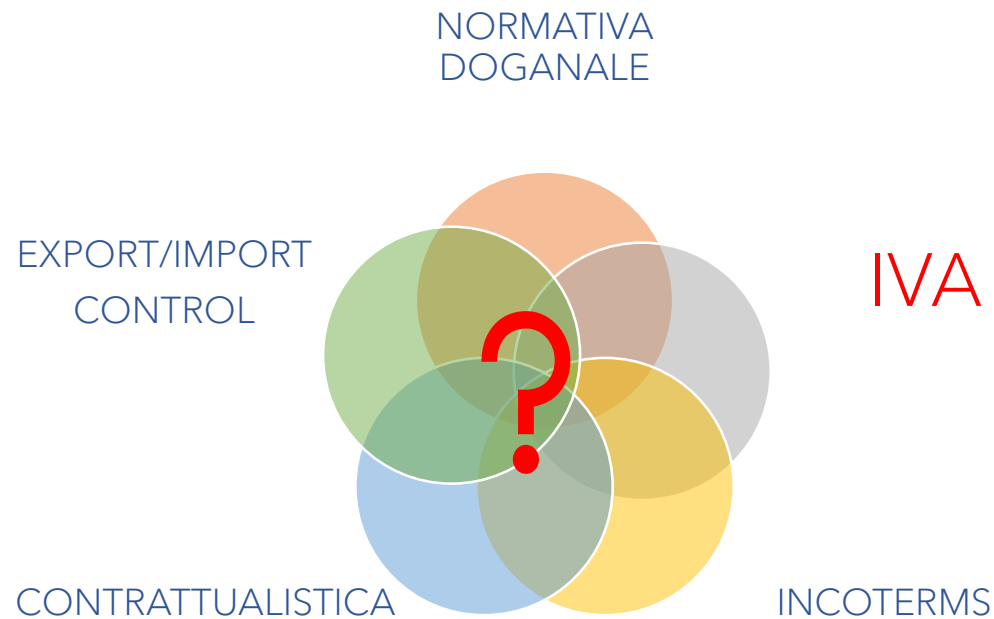 NORMATIVA
DOGANALE
EXPORT/IMPORT
CONTROL
IVA
?
CONTRATTUALISTICA
INCOTERMS